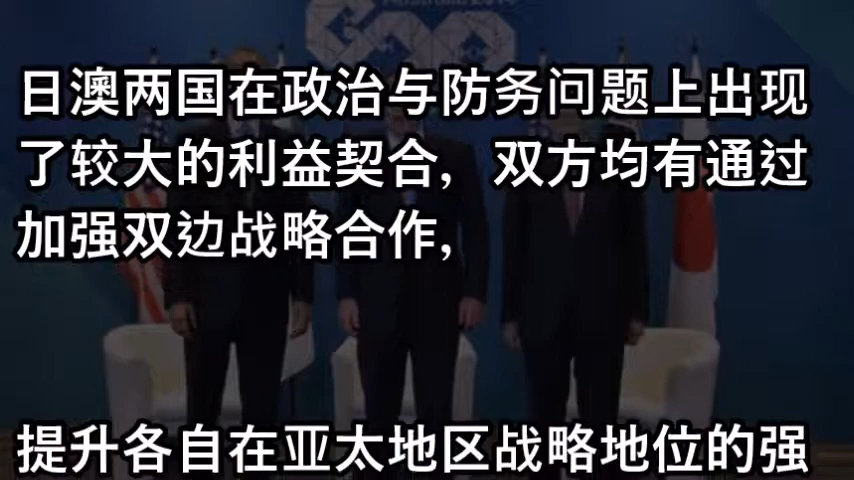 日澳两国在政治与防务问题上出现
了较大的利益契合，双方均有通过
加强双边战略合作，
提升各自在亚太地区战略地位的强